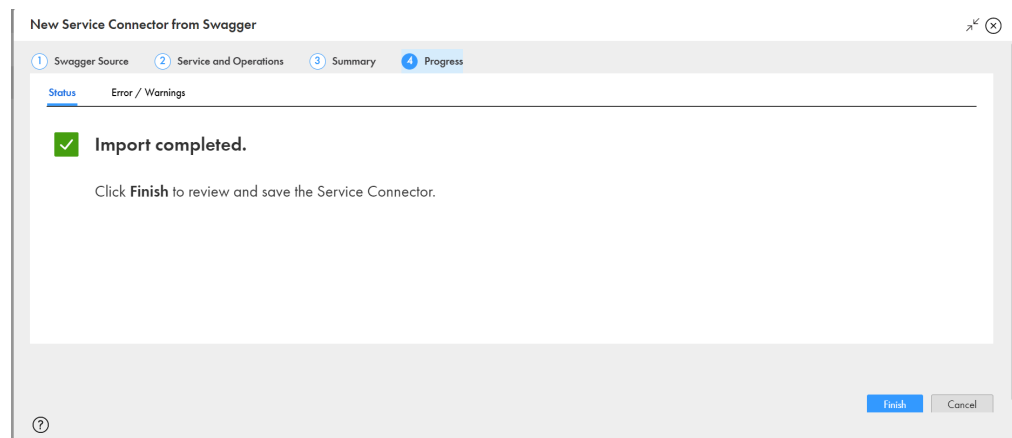 New Service Connector from Swagger
1 Swagger Source 2 Service and Operations 3 Summary 4 Progress
Status Error / Warnings
Import completed.
Click Finish to review and save the Service Connector.
Finish Cancel
?